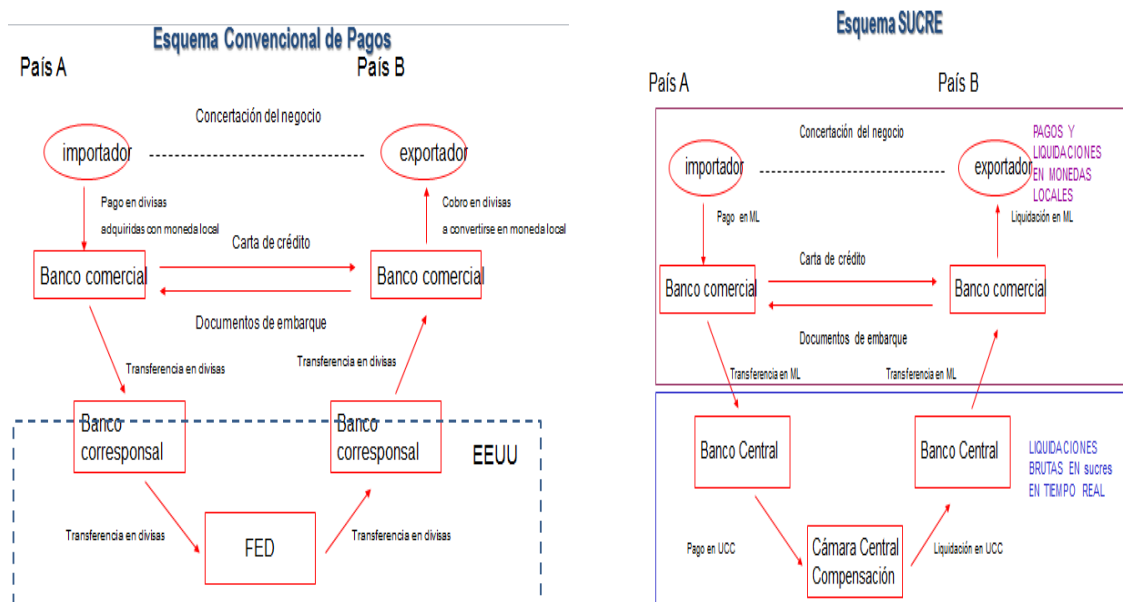 Esquema Convencional de Pagos
País A
País B
Concertación del negocio
importador
exportador
Pago en divisas
adquiridas con moneda local
Cobro en divisas
a convertirse en moneda local
Carta de crédito
Banco comercial
Banco comercial
Documentos de embarque
Transferencia en divisas
Transferencia en divisas
Banco
corresponsal
Banco
corresponsal
EEUU
Transferencia en divisas
FED
Transferencia en divisas
Esquema SUCRE
País A
País B
Concertación del negocio
importador
exportador
PAGOS Y
LIQUIDACIONES
EN MONEDAS
LOCALES
Pago en ML
Liquidación en ML
Carta de crédito
Banco comercial
Banco comercial
Documentos de embarque
Transferencia en ML
Transferencia en ML
Banco Central
Banco Central
LIQUIDACIONES
BRUTAS EN sucres
EN TIEMPO REAL
Pago en UCC
Cámara Central
Compensación
Liquidación en UCC